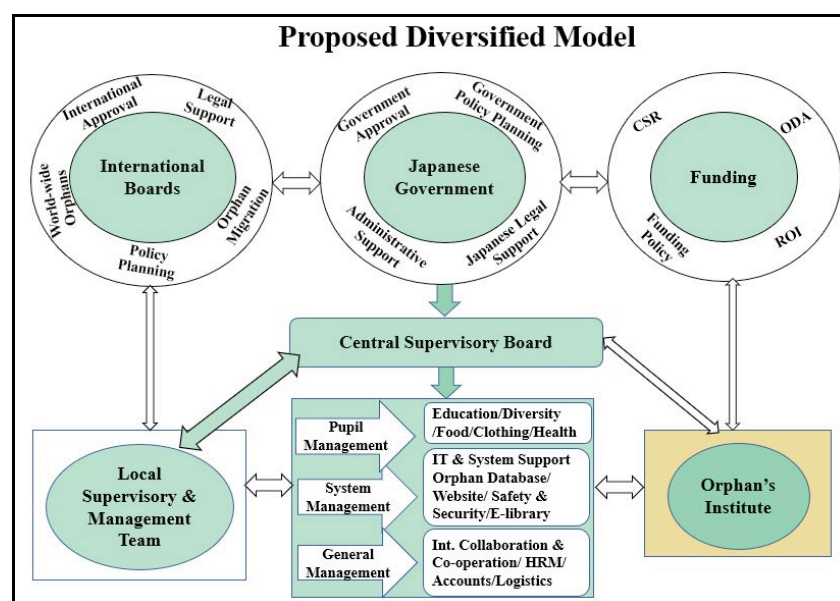 Proposed Diversified Model
International
Approval
Legal
Support
World-wide
Orphans
Orphan
Migration
Policy
Planning
International
Boards
Government
Approval
Government
Policy Planning
Administrative
Support
Japanese Legal
Support
Japanese
Government
CSR
ODA
Funding
Policy
ROI
Funding
Central Supervisory Board
Local
Supervisory &
Management
Team
Pupil
Management
Education/Diversity
/Food/Clothing/Health
System
Management
IT & System Support
Orphan Database/
Website/ Safety &
Security/E-library
General
Management
Int. Collaboration &
Co-operation/ HRM/
Accounts/Logistics
Orphan's
Institute